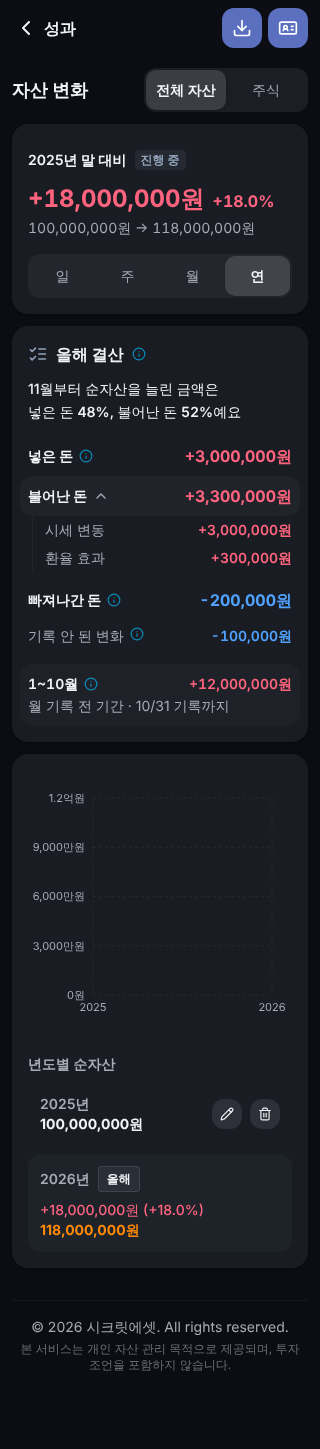 성과
자산 변화
전체 자산
주식
2025년 말 대비 진행 중
+18,000,000원 +18.0%
100,000,000원 → 118,000,000원
일 주 월 연
올해 결산
11월부터 순자산을 늘린 금액은
넣은 돈 48%, 불어난 돈 52%예요
넣은 돈 +3,000,000원
불어난 돈 +3,300,000원
시세 변동 +3,000,000원
환율 효과 +300,000원
빠져나간 돈 -200,000원
기록 안 된 변화 -100,000원
1~10월 +12,000,000원
월 기록 전 기간 · 10/31 기록까지
1.2억원
9,000만원
6,000만원
3,000만원
0원
2025 2026
년도별 순자산
2025년
100,000,000원
2026년 올해
+18,000,000원 (+18.0%)
118,000,000원
© 2026 시크릿에셋. All rights reserved.
본 서비스는 개인 자산 관리 목적으로 제공되며, 투자
조언을 포함하지 않습니다.